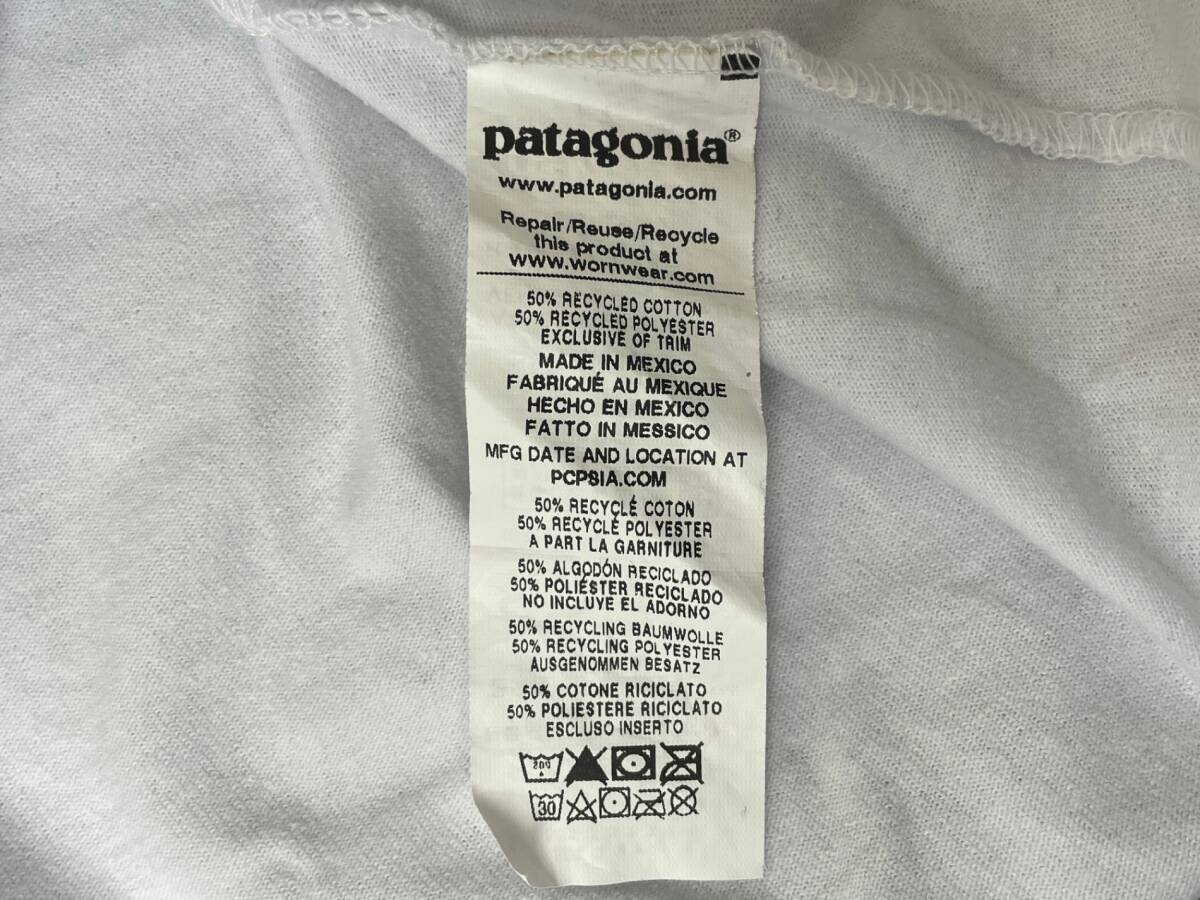 patagonia®
www.patagonia.com
Repair/Reuse/Recycle
this product at
www.wornwear.com
50% RECYCLED COTTON
50% RECYCLED POLYESTER
EXCLUSIVE OF TRIM
MADE IN MEXICO
FABRIQUÉ AU MEXIQUE
HECHO EN MEXICO
FATTO IN MESSICO
MFG DATE AND LOCATION AT
PCPSIA.COM
50% RECYCLÉ COTON
50% RECYCLÉ POLYESTER
A PART LA GARNITURE
50% ALGODÓN RECICLADO
50% POLIÉSTER RECICLADO
NO INCLUYE EL ADORNO
50% RECYCLING BAUMWOLLE
50% RECYCLING POLYESTER
AUSGENOMMEN BESATZ
50% COTONE RICICLATO
50% POLIESTERE RICICLATO
ESCLUSO INSERTO
30